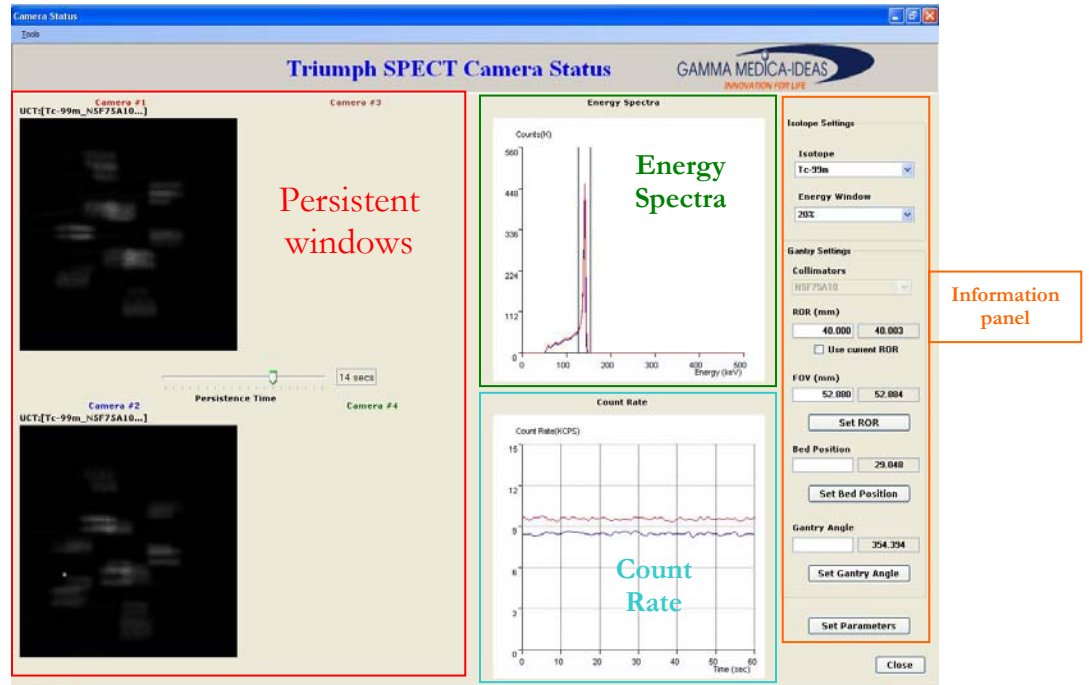 Camera Status
Tools
Triumph SPECT Camera Status
GAMMA MEDICA-IDEAS
INNOVATION FOR LIFE
Camera #1
UCT:[Tc-99m_N5F75A10...]
Camera #3
Persistent
windows
14 secs
Persistence Time
Camera #2
Camera #4
UCT:[Tc-99m_N5F75A10...]
Energy Spectra
Counts(H)
560
448
336
224
112
0
0 100 200 300 400 500
Energy (keV)
Energy
Spectra
Count Rate
Count Rate(KCPS)
15
12
9
6
3
0
0 10 20 30 40 50 60
Time (sec)
Count
Rate
Isotope Settings
Isotope
Tc-99m
Energy Window
20%
Gantry Settings
Collimators
N5F75A10
ROR (mm)
40.000 40.003
Use current ROR
FOV (mm)
52.000 52.004
Set ROR
Bed Position
29.048
Set Bed Position
Gantry Angle
354.394
Set Gantry Angle
Set Parameters
Close
Information
panel